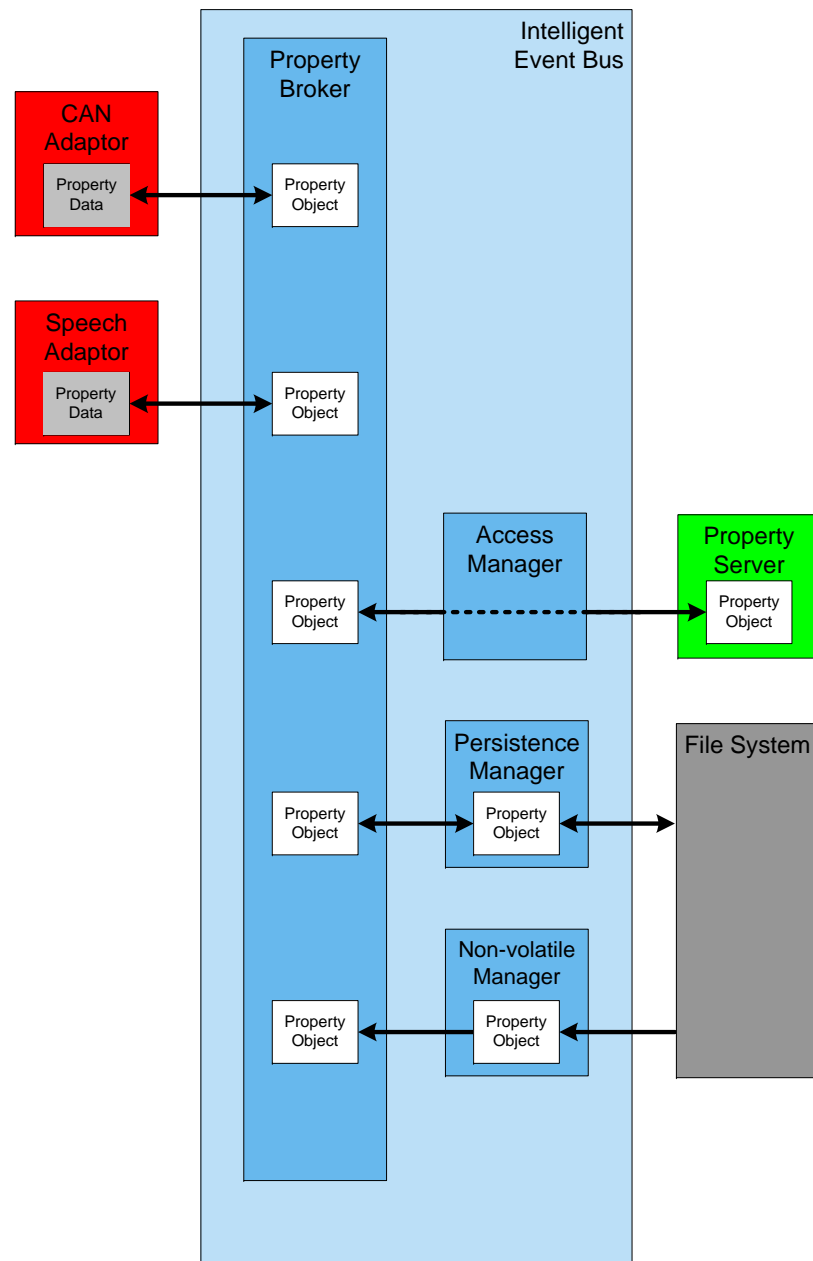 Intelligent
Event Bus
Property
Broker
CAN
Adaptor
Property
Data
Property
Object
Speech
Adaptor
Property
Data
Property
Object
Access
Manager
Property
Server
Property
Object
Property
Object
Persistence
Manager
File System
Property
Object
Property
Object
Non-volatile
Manager
Property
Object
Property
Object